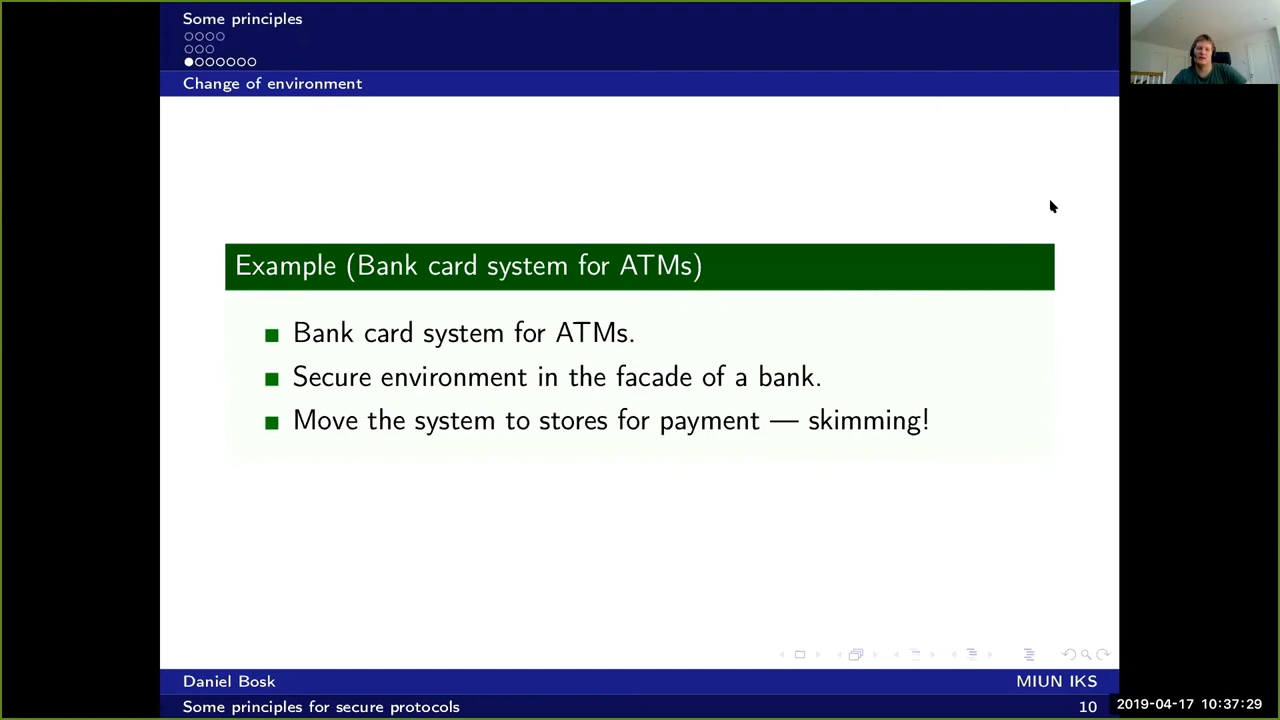 Some principles
Change of environment
Example (Bank card system for ATMs)
Bank card system for ATMs.
Secure environment in the facade of a bank.
Move the system to stores for payment — skimming!
Daniel Bosk
MIUN IKS
Some principles for secure protocols
10
2019-04-17 10:37:29